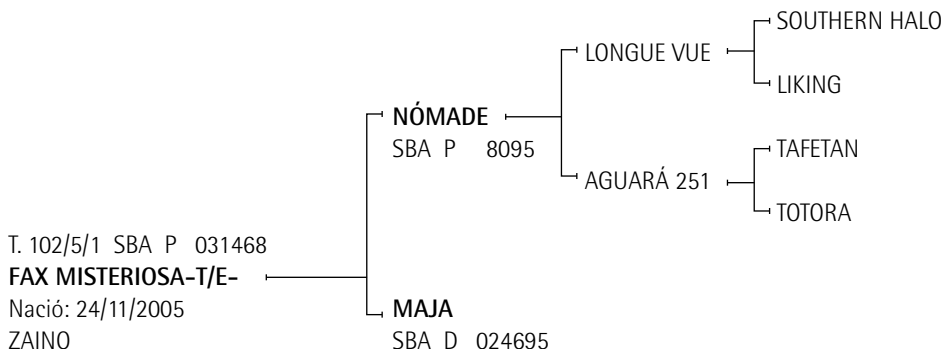 T. 102/5/1 SBA P 031468
FAX MISTERIOSA-T/E-
Nació: 24/11/2005
ZAINO
NÓMADE
SBA P 8095
MAJA
SBA D 024695
LONGUE VUE
AGUARÁ 251
SOUTHERN HALO
LIKING
TAFETAN
TOTORA